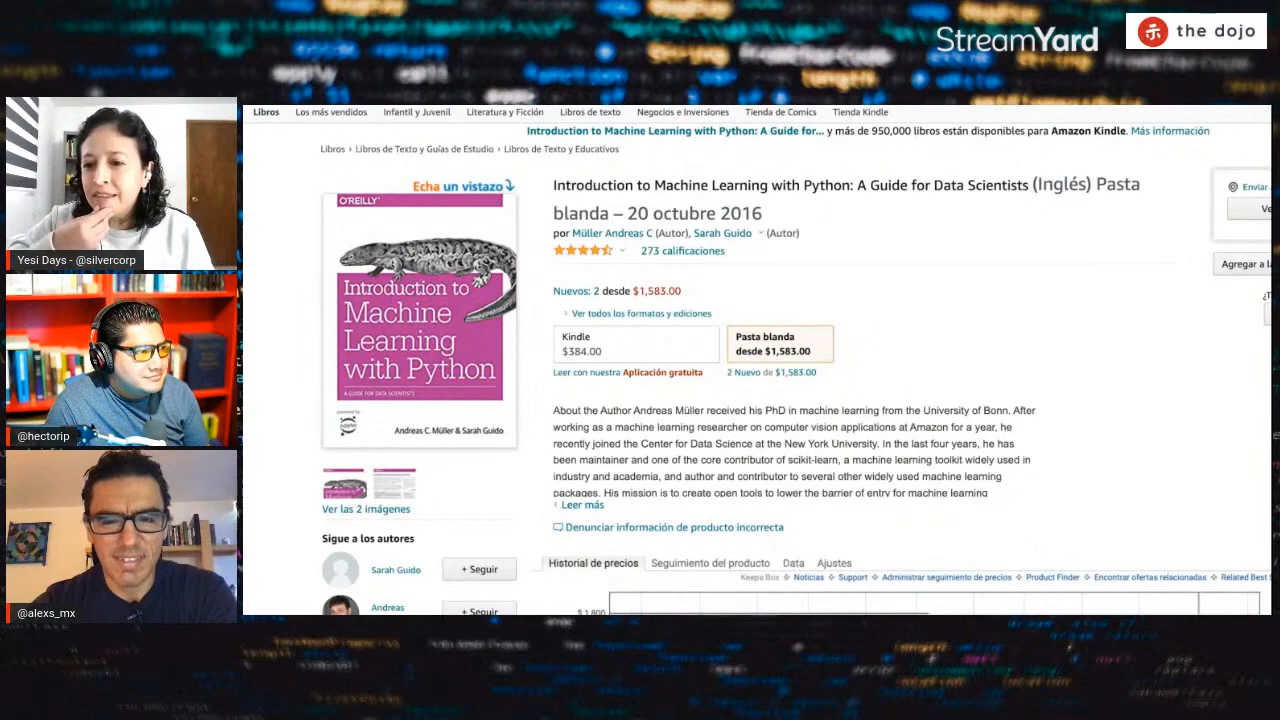 StreamYard
the dojo
Libros Los más vendidos Infantil y Juvenil Literatura y Ficción Libros de texto Negocios e Inversiones Tienda de Comics Tienda Kindle
Introduction to Machine Learning with Python: A Guide for... y más de 950,000 libros están disponibles para Amazon Kindle. Más información
Libros › Libros de Texto y Guías de Estudio › Libros de Texto y Educativos
Echa un vistazo
Introduction to Machine Learning with Python: A Guide for Data Scientists (Inglés) Pasta
blanda – 20 octubre 2016
por Müller Andreas C (Autor), Sarah Guido (Autor)
273 calificaciones
Nuevos: 2 desde $1,583.00
Ver todos los formatos y ediciones
Kindle
$384.00
Pasta blanda
desde $1,583.00
Leer con nuestra Aplicación gratuita
2 Nuevo de $1,583.00
About the Author Andreas Müller received his PhD in machine learning from the University of Bonn. After
working as a machine learning researcher on computer vision applications at Amazon for a year, he
recently joined the Center for Data Science at the New York University. In the last four years, he has
been maintainer and one of the core contributor of scikit-learn, a machine learning toolkit widely used in
industry and academia, and author and contributor to several other widely used machine learning
packages. His mission is to create open tools to lower the barrier of entry for machine learning
Leer más
Denunciar información de producto incorrecta
Historial de precios Seguimiento del producto Data Ajustes
Keepa Box Noticias Support Administrar seguimiento de precios Product Finder Encontrar ofertas relacionadas Related Best
$ 1,800
Enviar
Ve
Agregar a la
O'REILLY
Introduction to
Machine
Learning
with Python
A GUIDE FOR DATA SCIENTISTS
powered by
jupyter
Andreas C. Müller & Sarah Guido
Ver las 2 imágenes
Sigue a los autores
Sarah Guido
+ Seguir
Andreas
+ Seguir
Yesi Days - @silvercorp
@hectorip
@alexs_mx